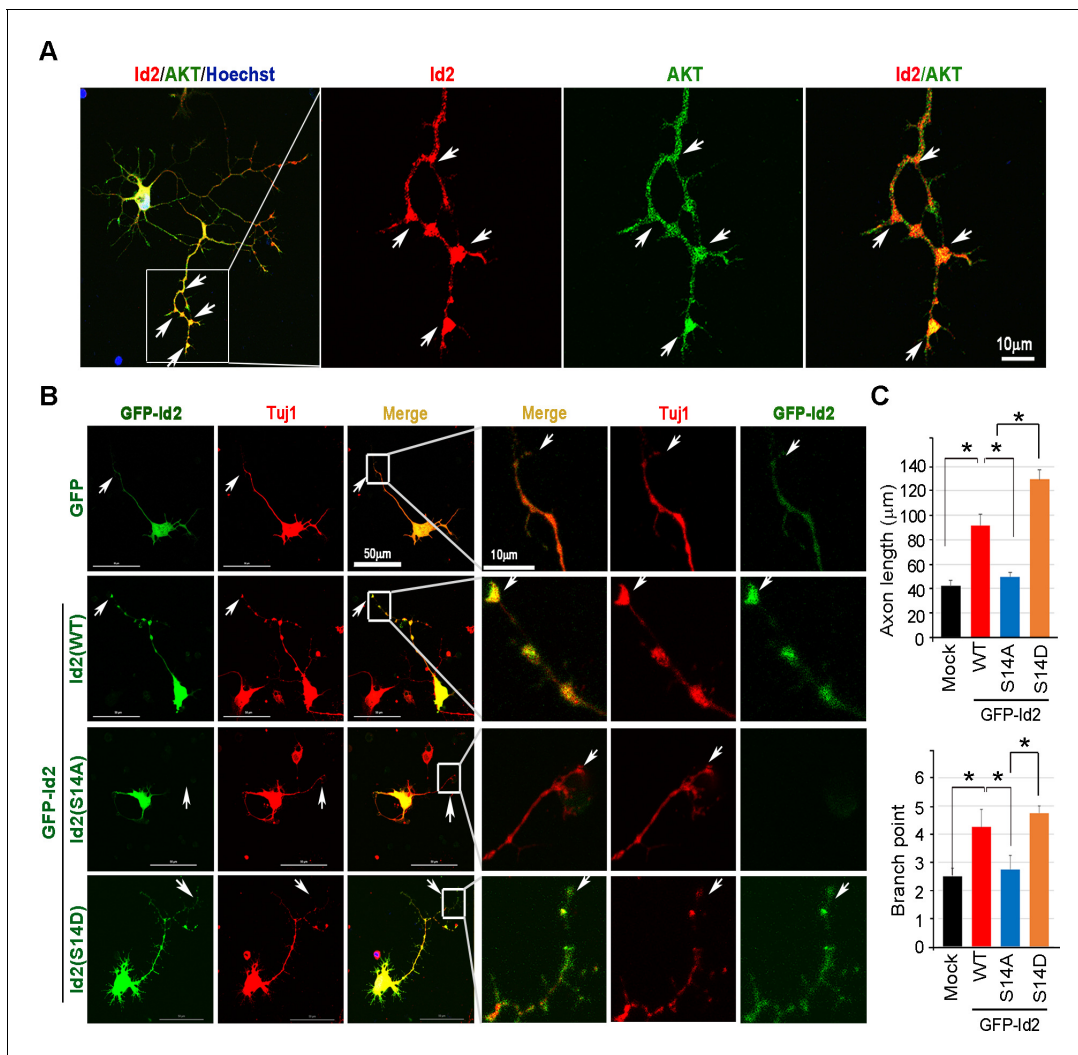 A
Id2/AKT/Hoechst
Id2
AKT
Id2/AKT
10μm
B
GFP-Id2
Tuj1
Merge
Merge
Tuj1
GFP-Id2
GFP
50μm
10μm
GFP-Id2
Id2(WT)
Id2(S14A)
Id2(S14D)
C
Axon length (μm)
140
120
100
80
60
40
20
0
* * *
Mock
WT
S14A
S14D
GFP-Id2
Branch point
6
5
4
3
2
1
0
* * *
Mock
WT
S14A
S14D
GFP-Id2